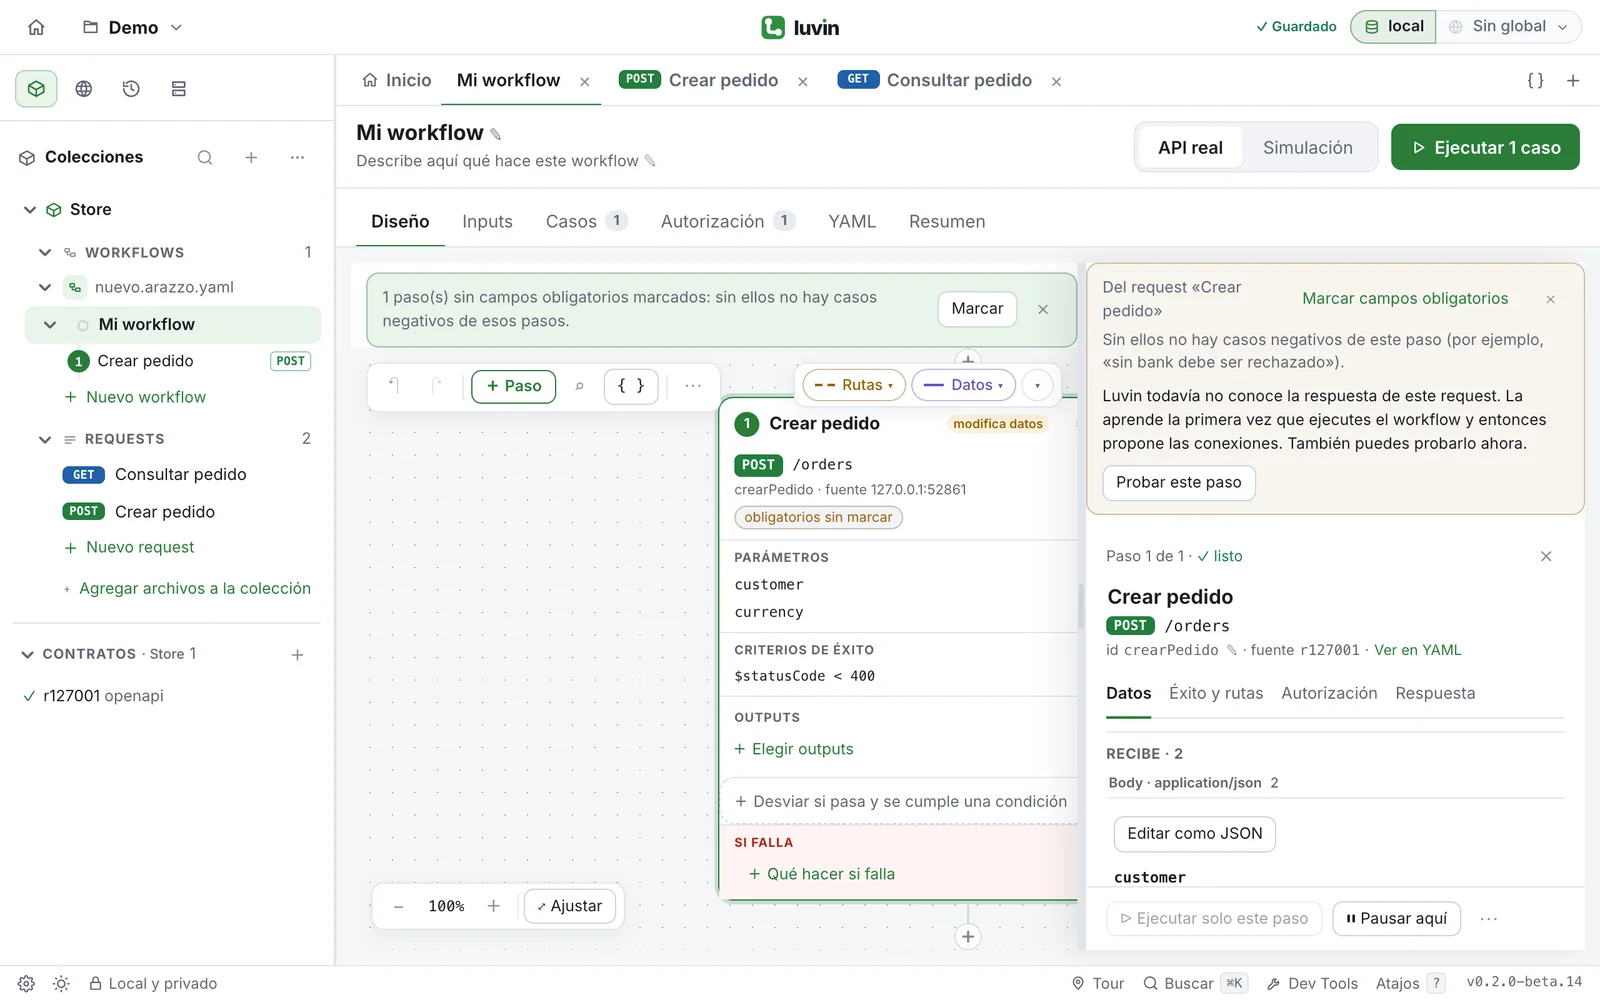 Demo
luvin
Guardado
local
Sin global
Inicio
Mi workflow
POST Crear pedido
GET Consultar pedido
{ }
Colecciones
Store
WORKFLOWS 1
nuevo.arazzo.yaml
Mi workflow
1 Crear pedido POST
+ Nuevo workflow
REQUESTS 2
GET Consultar pedido
POST Crear pedido
+ Nuevo request
+ Agregar archivos a la colección
CONTRATOS · Store 1
r127001 openapi
Mi workflow
Describe aquí qué hace este workflow
API real
Simulación
Ejecutar 1 caso
Diseño
Inputs
Casos 1
Autorización 1
YAML
Resumen
1 paso(s) sin campos obligatorios marcados: sin ellos no hay casos
negativos de esos pasos.
Marcar
+ Paso
{ }
Rutas
Datos
1 Crear pedido
modifica datos
POST /orders
crearPedido · fuente 127.0.0.1:52861
obligatorios sin marcar
PARÁMETROS
customer
currency
CRITERIOS DE ÉXITO
$statusCode < 400
OUTPUTS
+ Elegir outputs
+ Desviar si pasa y se cumple una condición
SI FALLA
+ Qué hacer si falla
− 100% +
Ajustar
Del request «Crear
pedido»
Marcar campos obligatorios
Sin ellos no hay casos negativos de este paso (por ejemplo,
«sin bank debe ser rechazado»).
Luvin todavía no conoce la respuesta de este request. La
aprende la primera vez que ejecutes el workflow y entonces
propone las conexiones. También puedes probarlo ahora.
Probar este paso
Paso 1 de 1 · ✓ listo
Crear pedido
POST /orders
id crearPedido · fuente r127001 · Ver en YAML
Datos
Éxito y rutas
Autorización
Respuesta
RECIBE · 2
Body · application/json 2
Editar como JSON
customer
Ejecutar solo este paso
Pausar aquí
Local y privado
Tour
Buscar ⌘K
Dev Tools
Atajos ?
v0.2.0-beta.14